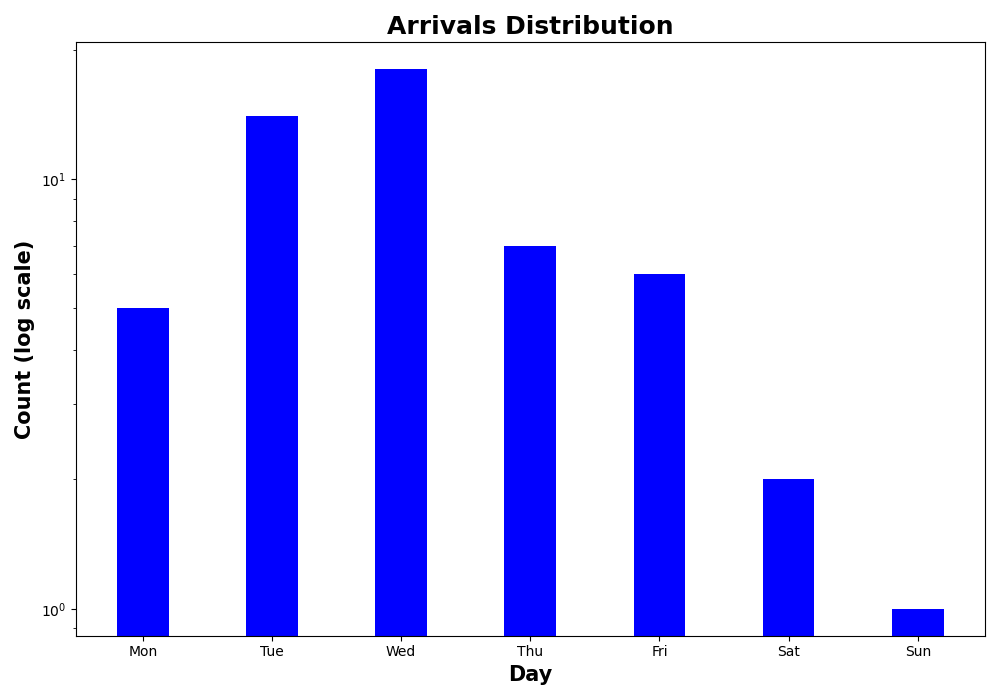 Arrivals Distribution
Count (log scale)
10¹
10⁰
Mon Tue Wed Thu Fri Sat Sun
Day